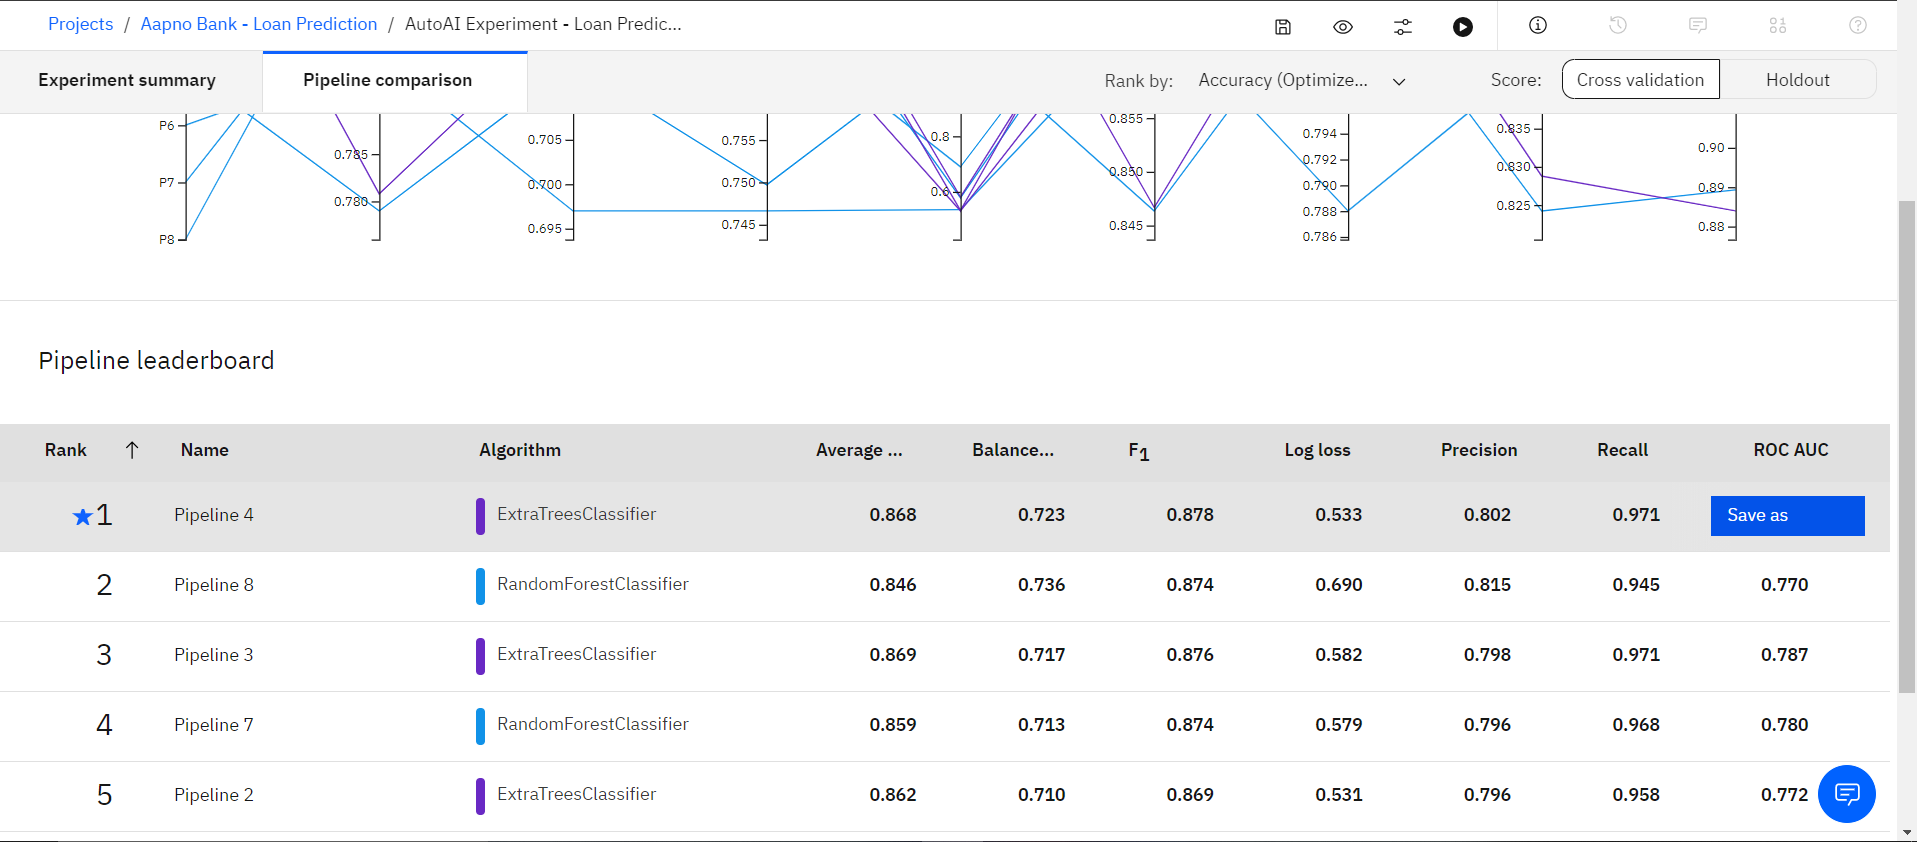 Projects / Aapno Bank - Loan Prediction / AutoAI Experiment - Loan Predic...
Experiment summary Pipeline comparison Rank by: Accuracy (Optimize... Score: Cross validation Holdout
P6 0.785 0.705 0.755 0.8 0.855 0.794 0.835 0.90
P7 0.780 0.700 0.750 0.6 0.850 0.792 0.830 0.89
P8 0.695 0.745 0.845 0.790 0.825 0.88
0.788
0.786
Pipeline leaderboard
Rank Name Algorithm Average ... Balance... F1 Log loss Precision Recall ROC AUC
1 Pipeline 4 ExtraTreesClassifier 0.868 0.723 0.878 0.533 0.802 0.971 Save as
2 Pipeline 8 RandomForestClassifier 0.846 0.736 0.874 0.690 0.815 0.945 0.770
3 Pipeline 3 ExtraTreesClassifier 0.869 0.717 0.876 0.582 0.798 0.971 0.787
4 Pipeline 7 RandomForestClassifier 0.859 0.713 0.874 0.579 0.796 0.968 0.780
5 Pipeline 2 ExtraTreesClassifier 0.862 0.710 0.869 0.531 0.796 0.958 0.772